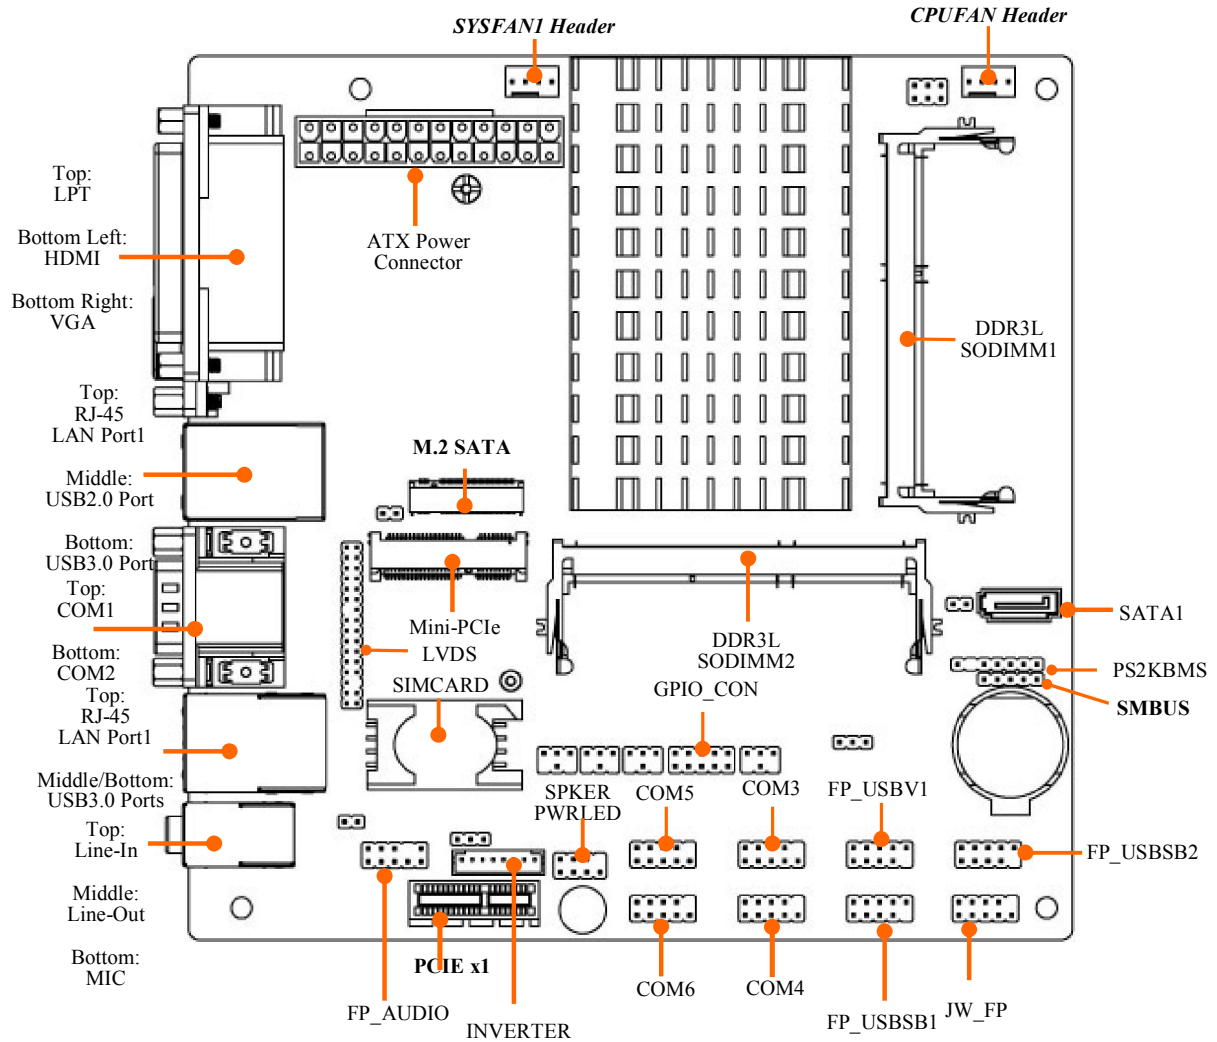 SYSFAN1 Header
CPUFAN Header
Top:
LPT
Bottom Left:
HDMI
Bottom Right:
VGA
ATX Power
Connector
DDR3L
SODIMM1
Top:
RJ-45
LAN Port1
Middle:
USB2.0 Port
Bottom:
USB3.0 Port
M.2 SATA
Top:
COM1
Bottom:
COM2
Mini-PCIe
LVDS
SIMCARD
DDR3L
SODIMM2
GPIO_CON
SATA1
PS2KBMS
SMBUS
Top:
RJ-45
LAN Port1
Middle/Bottom:
USB3.0 Ports
SPKER
PWRLED
COM5
COM3
FP_USBV1
FP_USBSB2
Top:
Line-In
Middle:
Line-Out
Bottom:
MIC
PCIE x1
FP_AUDIO
INVERTER
COM6
COM4
FP_USBSB1
JW_FP